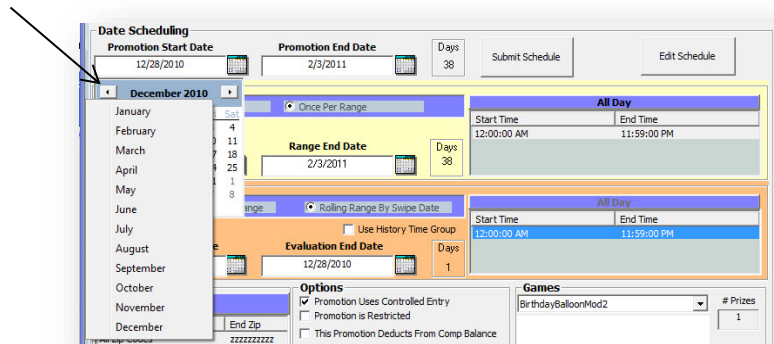 Date Scheduling
Promotion Start Date Promotion End Date Days
12/28/2010 2/3/2011 38 Submit Schedule Edit Schedule
December 2010
January
February
March
April
May
June
July
August
September
October
November
December
Sat
4
11
18
25
1
8
Once Per Range
All Day
Start Time End Time
12:00:00 AM 11:59:00 PM
Range End Date Days
2/3/2011 38
Rolling Range By Swipe Date
All Day
Start Time End Time
12:00:00 AM 11:59:00 PM
Use History Time Group
Evaluation End Date Days
12/28/2010 1
End Zip
All Zip Codes zzzzzzzzzz
Options
Promotion Uses Controlled Entry
Promotion is Restricted
This Promotion Deducts From Comp Balance
Games
BirthdayBalloonMod2
# Prizes
1